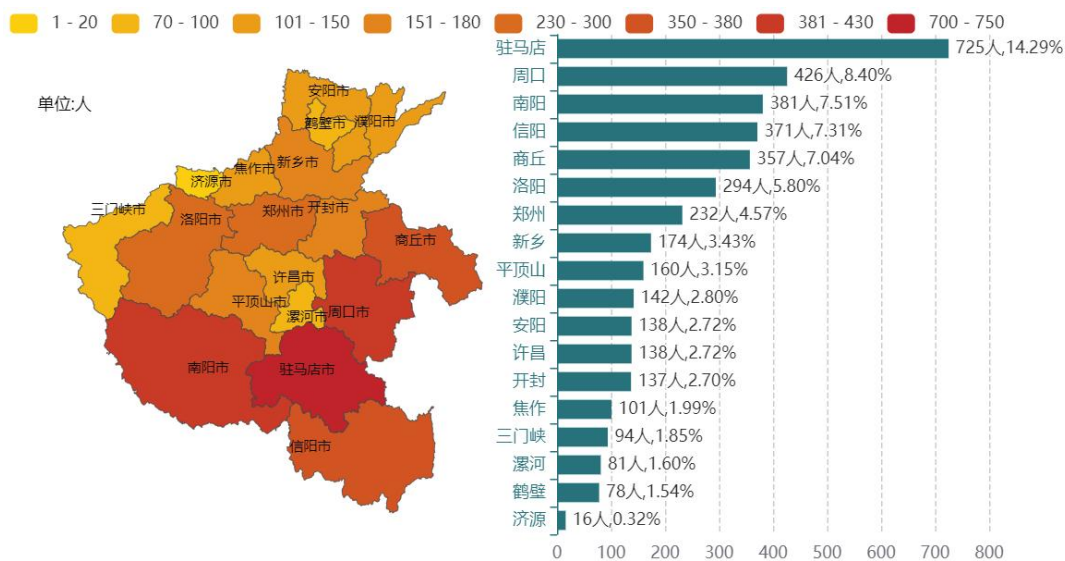 1 - 20 70 - 100 101 - 150 151 - 180 230 - 300 350 - 380 381 - 430 700 - 750
单位:人
安阳市
鹤壁市 濮阳市
新乡市
焦作市
济源市
三门峡市
洛阳市 郑州市 开封市
商丘市
许昌市
平顶山市
漯河市 周口市
南阳市 驻马店市
信阳市
驻马店 725人,14.29%
周口 426人,8.40%
南阳 381人,7.51%
信阳 371人,7.31%
商丘 357人,7.04%
洛阳 294人,5.80%
郑州 232人,4.57%
新乡 174人,3.43%
平顶山 160人,3.15%
濮阳 142人,2.80%
安阳 138人,2.72%
许昌 138人,2.72%
开封 137人,2.70%
焦作 101人,1.99%
三门峡 94人,1.85%
漯河 81人,1.60%
鹤壁 78人,1.54%
济源 16人,0.32%
0 100 200 300 400 500 600 700 800